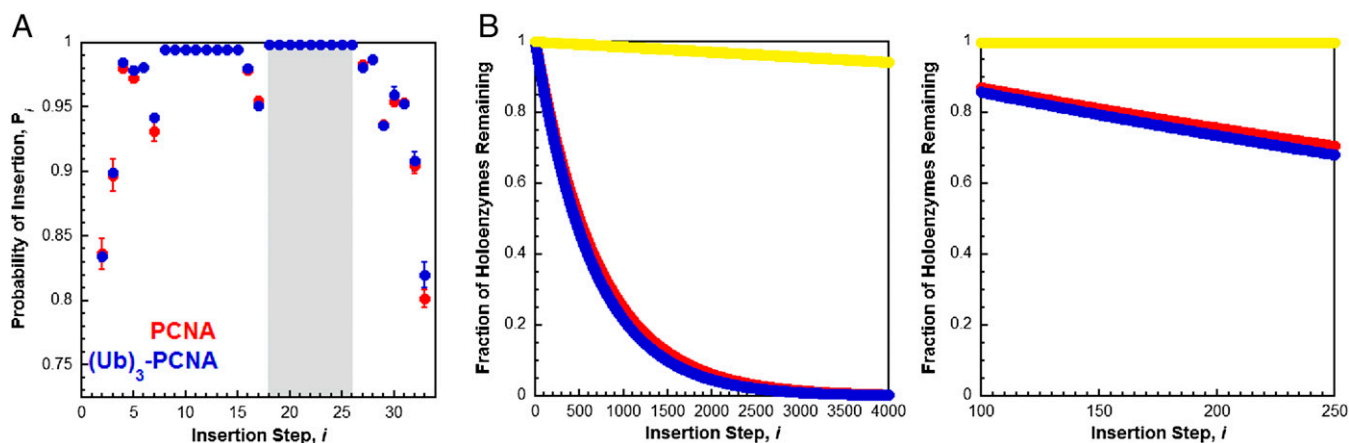 A
Probability of Insertion, Pi
1
0.95
0.9
0.85
0.8
0.75
PCNA
(Ub)3-PCNA
0 5 10 15 20 25 30
Insertion Step, i
B
Fraction of Holoenzymes Remaining
1
0.8
0.6
0.4
0.2
0
0 500 1000 1500 2000 2500 3000 3500 4000
Insertion Step, i
Fraction of Holoenzymes Remaining
1
0.8
0.6
0.4
0.2
0
100 150 200 250
Insertion Step, i